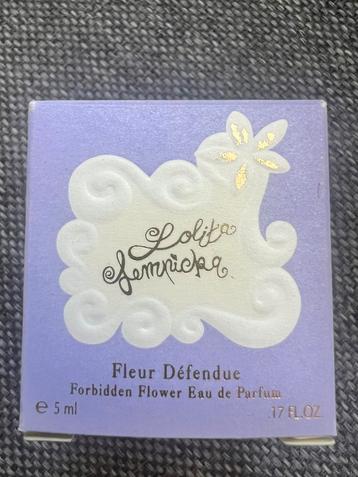 Lolita
Lempicka
Fleur Défendue
Forbidden Flower Eau de Parfum
e 5 ml .17 FL.OZ.